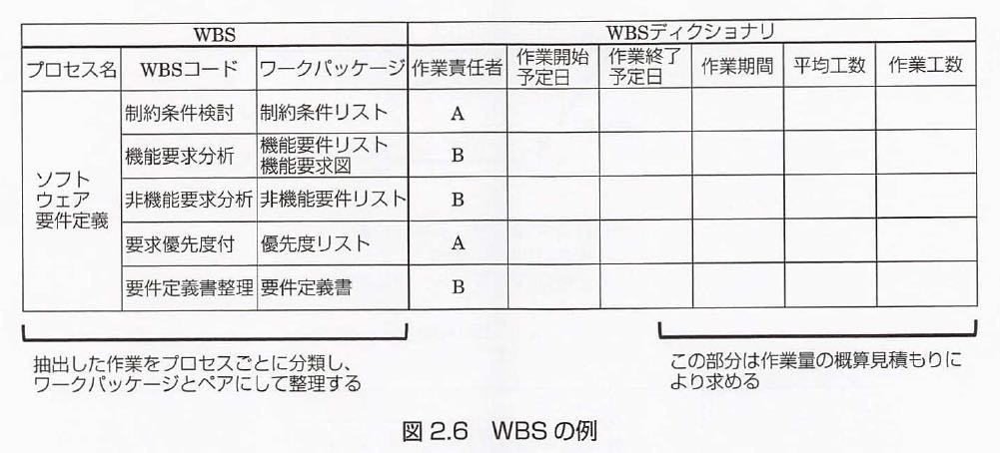 WBS WBSディクショナリ
プロセス名 WBSコード ワークパッケージ 作業責任者 作業開始予定日 作業終了予定日 作業期間 平均工数 作業工数
ソフトウェア要件定義
制約条件検討 制約条件リスト A
機能要求分析 機能要件リスト 機能要求図 B
非機能要求分析 非機能要件リスト B
要求優先度付 優先度リスト A
要件定義書整理 要件定義書 B
抽出した作業をプロセスごとに分類し、
ワークパッケージとペアにして整理する
この部分は作業量の概算見積もりに
より求める
図 2.6 WBS の例